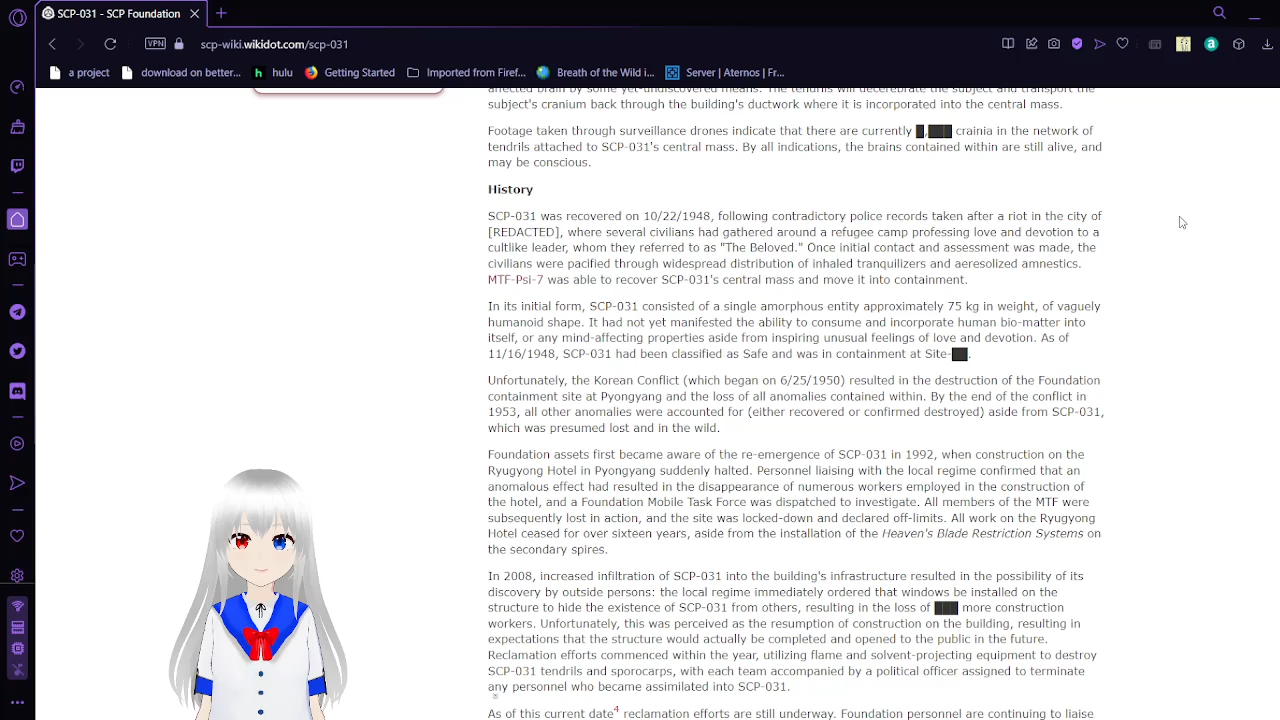 SCP-031 - SCP Foundation
VPN scp-wiki.wikidot.com/scp-031
a project download on better... h hulu Getting Started Imported from Firef... Breath of the Wild i... Server | Aternos | Fr...
affected brain by some yet-undiscovered means. The tendrils will decerebrate the subject and transport the
subject's cranium back through the building's ductwork where it is incorporated into the central mass.
Footage taken through surveillance drones indicate that there are currently █,███ crainia in the network of
tendrils attached to SCP-031's central mass. By all indications, the brains contained within are still alive, and
may be conscious.
History
SCP-031 was recovered on 10/22/1948, following contradictory police records taken after a riot in the city of
[REDACTED], where several civilians had gathered around a refugee camp professing love and devotion to a
cultlike leader, whom they referred to as "The Beloved." Once initial contact and assessment was made, the
civilians were pacified through widespread distribution of inhaled tranquilizers and aeresolized amnestics.
MTF-Psi-7 was able to recover SCP-031's central mass and move it into containment.
In its initial form, SCP-031 consisted of a single amorphous entity approximately 75 kg in weight, of vaguely
humanoid shape. It had not yet manifested the ability to consume and incorporate human bio-matter into
itself, or any mind-affecting properties aside from inspiring unusual feelings of love and devotion. As of
11/16/1948, SCP-031 had been classified as Safe and was in containment at Site-██.
Unfortunately, the Korean Conflict (which began on 6/25/1950) resulted in the destruction of the Foundation
containment site at Pyongyang and the loss of all anomalies contained within. By the end of the conflict in
1953, all other anomalies were accounted for (either recovered or confirmed destroyed) aside from SCP-031,
which was presumed lost and in the wild.
Foundation assets first became aware of the re-emergence of SCP-031 in 1992, when construction on the
Ryugyong Hotel in Pyongyang suddenly halted. Personnel liaising with the local regime confirmed that an
anomalous effect had resulted in the disappearance of numerous workers employed in the construction of
the hotel, and a Foundation Mobile Task Force was dispatched to investigate. All members of the MTF were
subsequently lost in action, and the site was locked-down and declared off-limits. All work on the Ryugyong
Hotel ceased for over sixteen years, aside from the installation of the Heaven's Blade Restriction Systems on
the secondary spires.
In 2008, increased infiltration of SCP-031 into the building's infrastructure resulted in the possibility of its
discovery by outside persons: the local regime immediately ordered that windows be installed on the
structure to hide the existence of SCP-031 from others, resulting in the loss of ███ more construction
workers. Unfortunately, this was perceived as the resumption of construction on the building, resulting in
expectations that the structure would actually be completed and opened to the public in the future.
Reclamation efforts commenced within the year, utilizing flame and solvent-projecting equipment to destroy
SCP-031 tendrils and sporocarps, with each team accompanied by a political officer assigned to terminate
any personnel who became assimilated into SCP-031.
As of this current date4 reclamation efforts are still underway. Foundation personnel are continuing to liaise